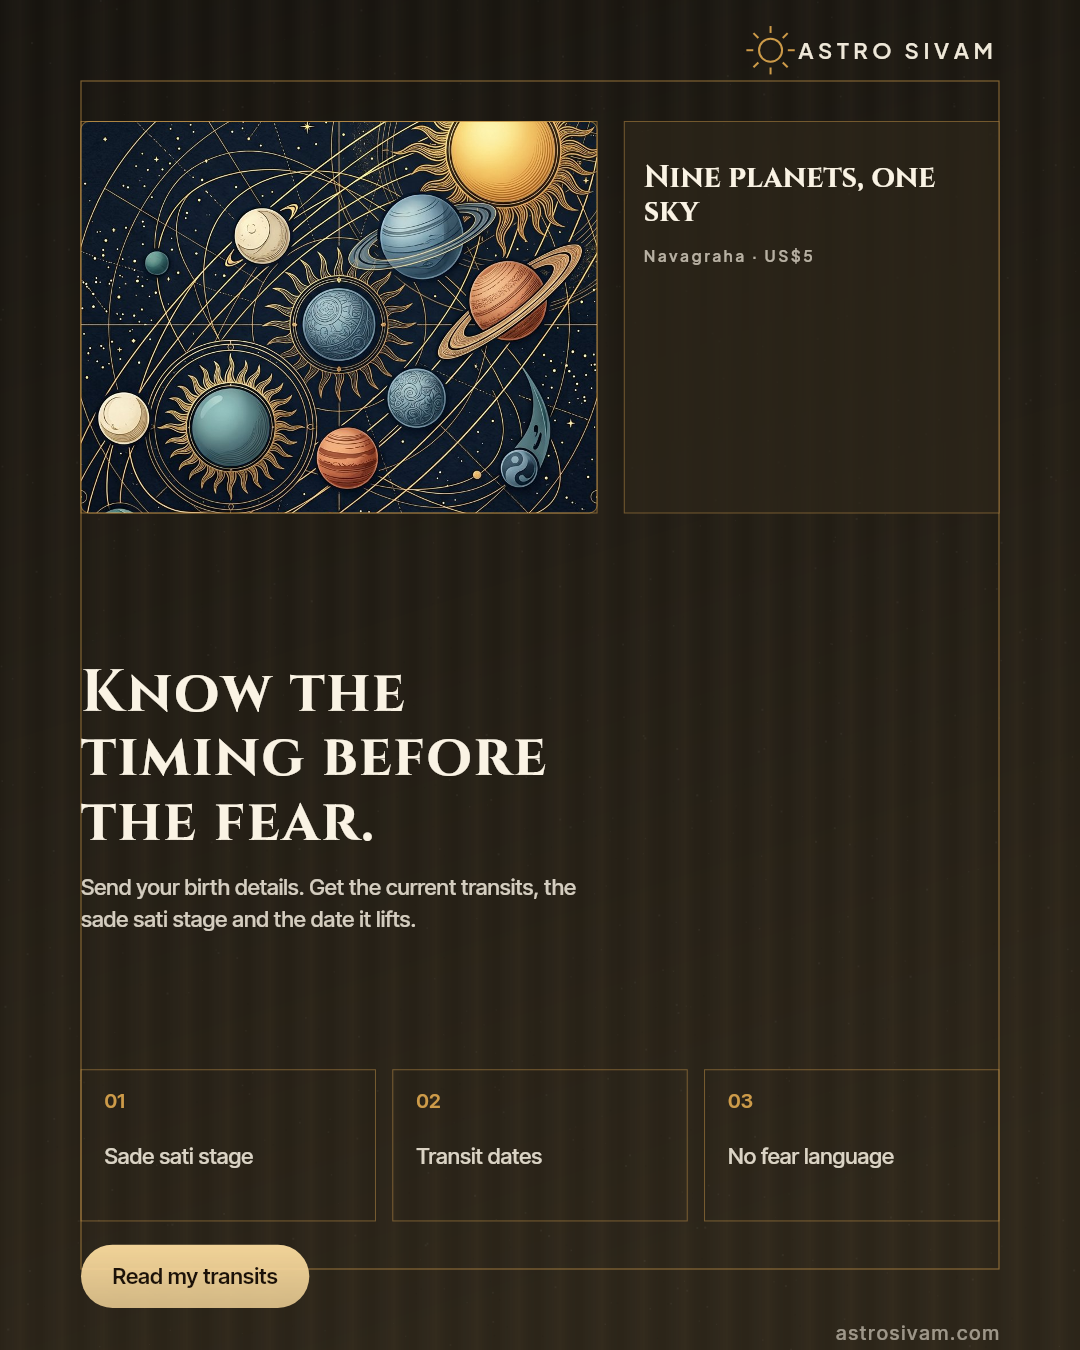 ASTRO SIVAM
Nine planets, one
sky
Navagraha · US$5
Know the
timing before
the fear.
Send your birth details. Get the current transits, the
sade sati stage and the date it lifts.
01
Sade sati stage
02
Transit dates
03
No fear language
Read my transits
astrosivam.com